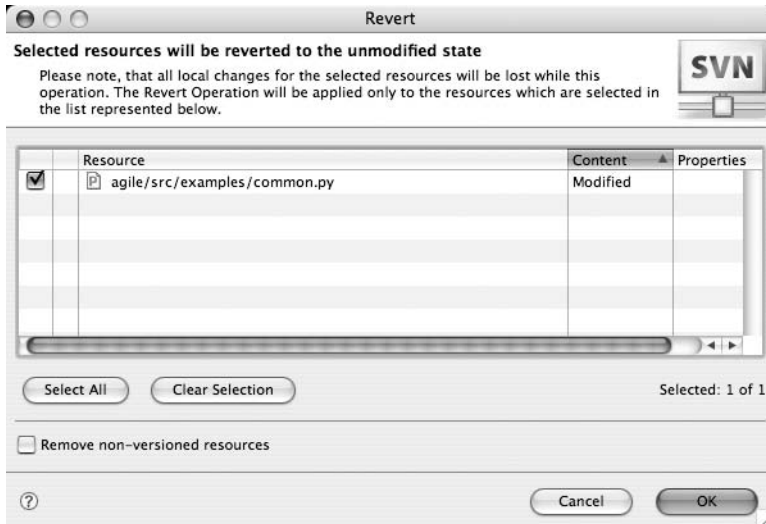 Revert
Selected resources will be reverted to the unmodified state
Please note, that all local changes for the selected resources will be lost while this
operation. The Revert Operation will be applied only to the resources which are selected in
the list represented below.
SVN
Resource Content Properties
P agile/src/examples/common.py Modified
Select All Clear Selection Selected: 1 of 1
Remove non-versioned resources
? Cancel OK